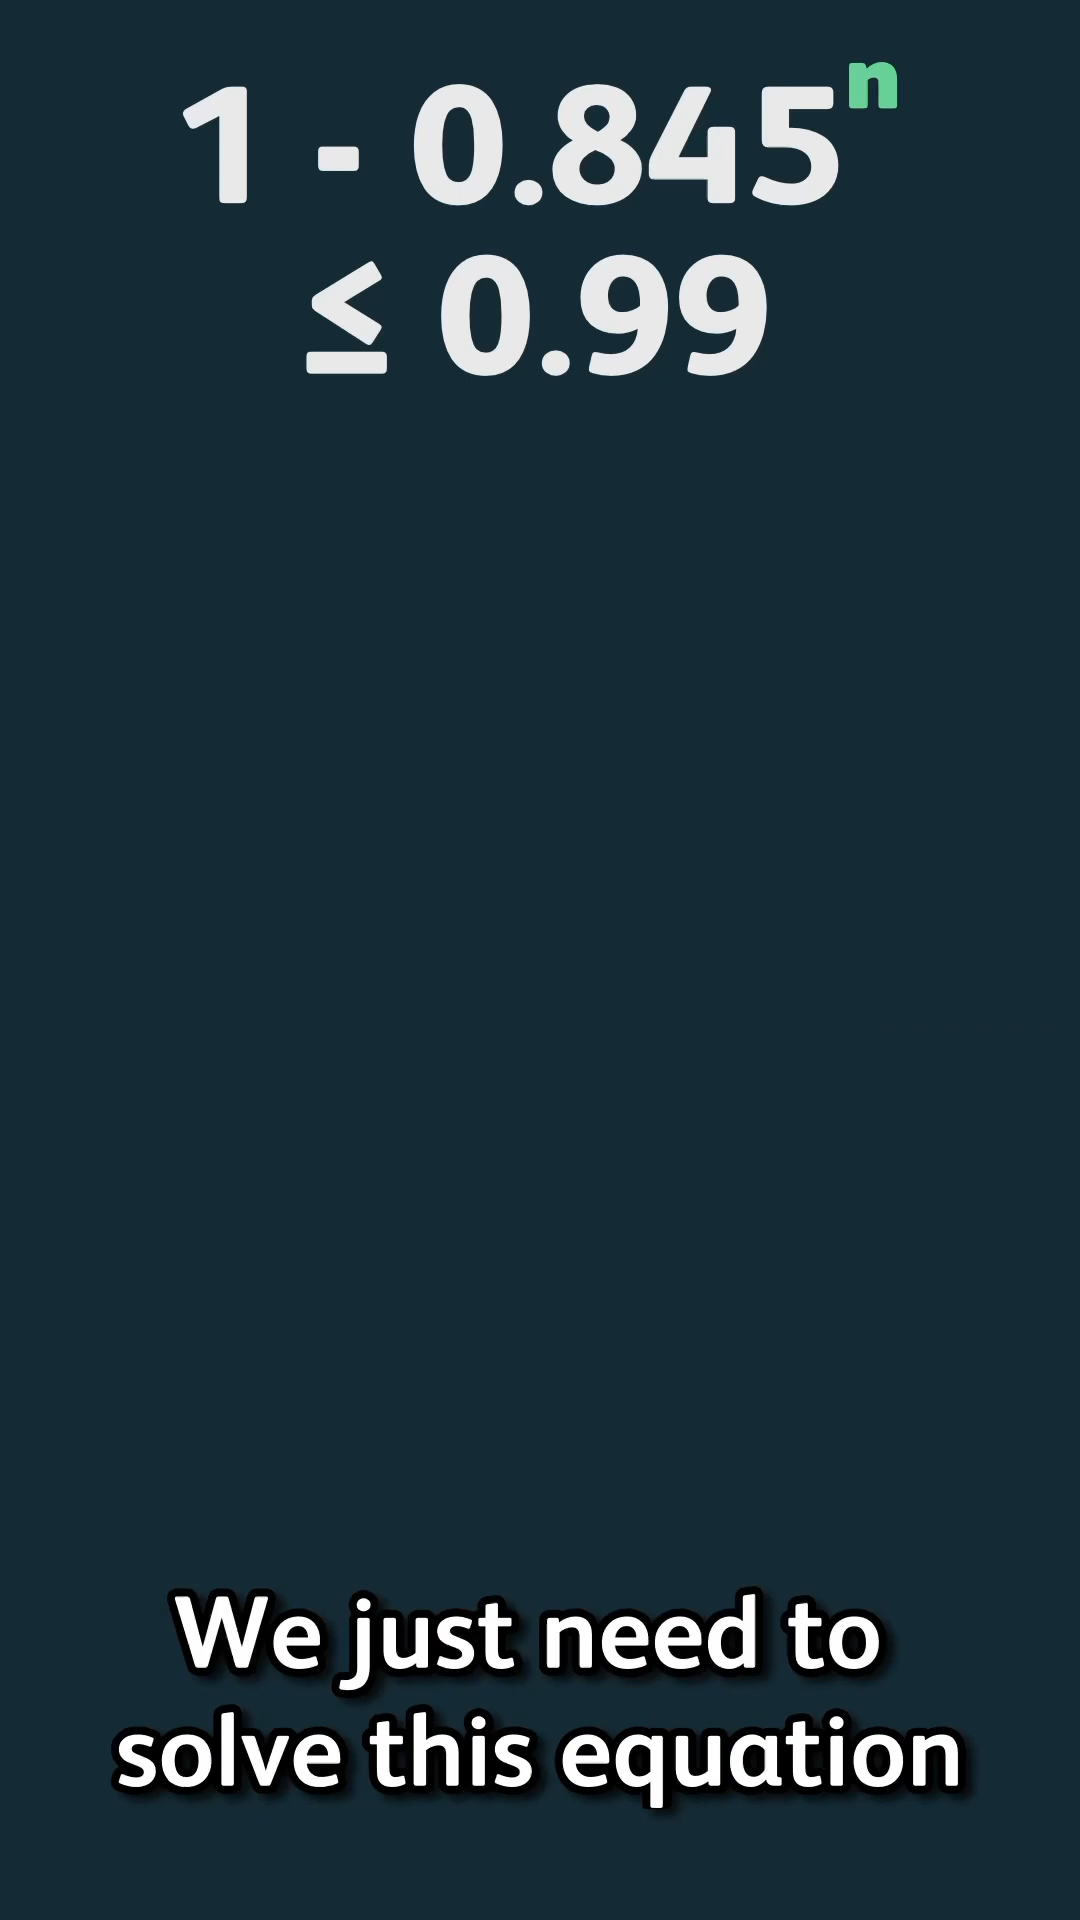 1 - 0.845ⁿ
≤ 0.99
We just need to
solve this equation